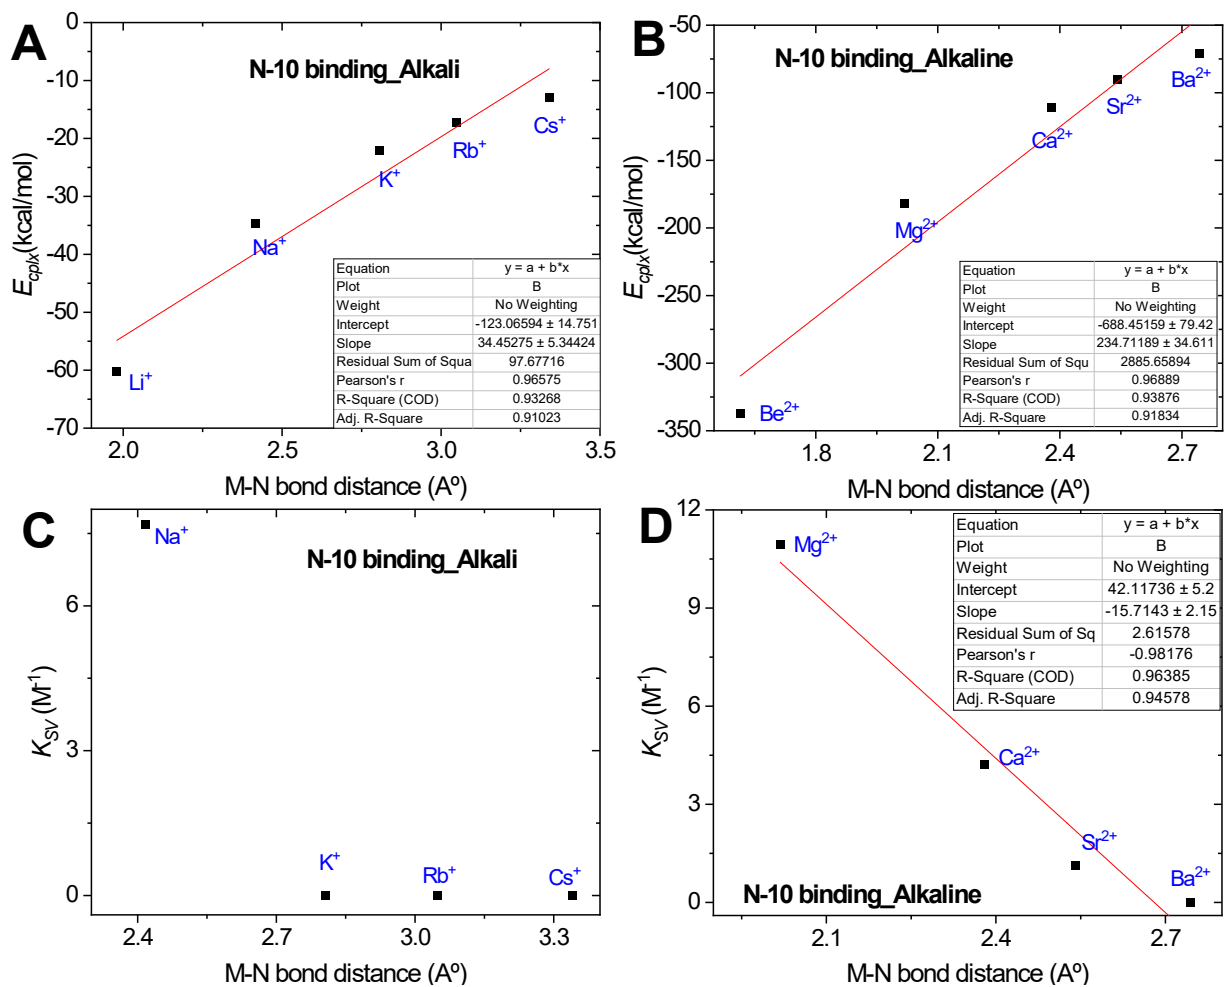 A
N-10 binding_Alkali
0
-10
-20
-30
-40
-50
-60
-70
E_cplx(kcal/mol)
Li⁺
Na⁺
K⁺
Rb⁺
Cs⁺
Equation y = a + b*x
Plot B
Weight No Weighting
Intercept -123.06594 ± 14.751
Slope 34.45275 ± 5.34424
Residual Sum of Squa 97.67716
Pearson's r 0.96575
R-Square (COD) 0.93268
Adj. R-Square 0.91023
2.0 2.5 3.0 3.5
M-N bond distance (Aº)
B
N-10 binding_Alkaline
-50
-100
-150
-200
-250
-300
-350
E_cplx(kcal/mol)
Be²⁺
Mg²⁺
Ca²⁺
Sr²⁺
Ba²⁺
Equation y = a + b*x
Plot B
Weight No Weighting
Intercept -688.45159 ± 79.42
Slope 234.71189 ± 34.611
Residual Sum of Squ 2885.65894
Pearson's r 0.96889
R-Square (COD) 0.93876
Adj. R-Square 0.91834
1.8 2.1 2.4 2.7
M-N bond distance (Aº)
C
N-10 binding_Alkali
6
3
0
K_SV (M⁻¹)
Na⁺
K⁺
Rb⁺
Cs⁺
2.4 2.7 3.0 3.3
M-N bond distance (Aº)
D
12
9
6
3
0
K_SV (M⁻¹)
Mg²⁺
Ca²⁺
Sr²⁺
Ba²⁺
Equation y = a + b*x
Plot B
Weight No Weighting
Intercept 42.11736 ± 5.2
Slope -15.7143 ± 2.15
Residual Sum of Sq 2.61578
Pearson's r -0.98176
R-Square (COD) 0.96385
Adj. R-Square 0.94578
N-10 binding_Alkaline
2.1 2.4 2.7
M-N bond distance (Aº)